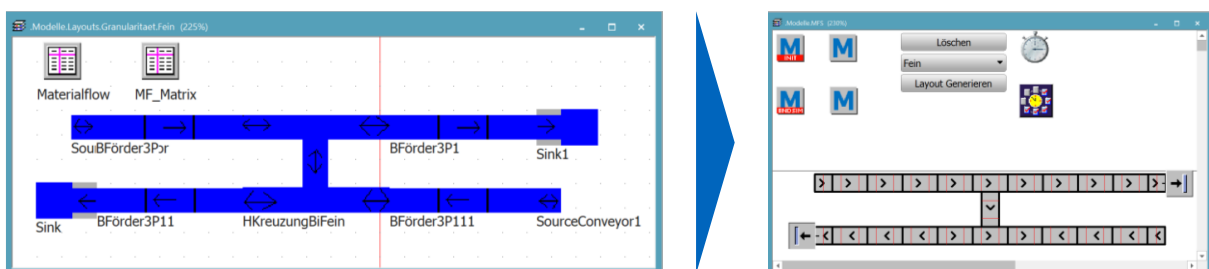 .Modelle.Layouts.Granularitaet.Fein (225%)
Materialflow MF_Matrix
BFörder3P1
Sink1
Sink BFörder3P11 HKreuzungBiFein BFörder3P111 SourceConveyor1
.Modelle.MFS (230%)
M M Löschen
INIT
Fein
Layout Generieren
M M